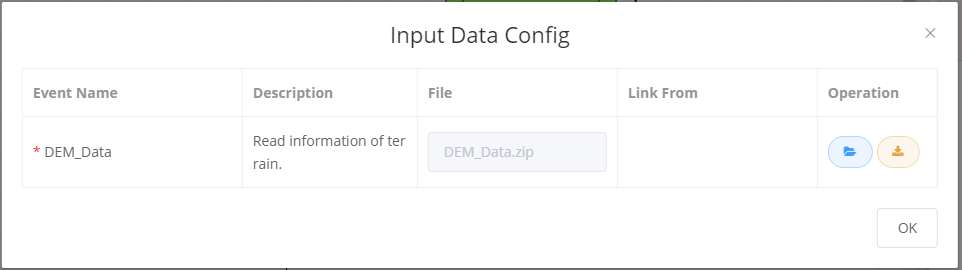 Input Data Config
Event Name Description File Link From Operation
* DEM_Data
Read information of ter
rain.
DEM_Data.zip
OK